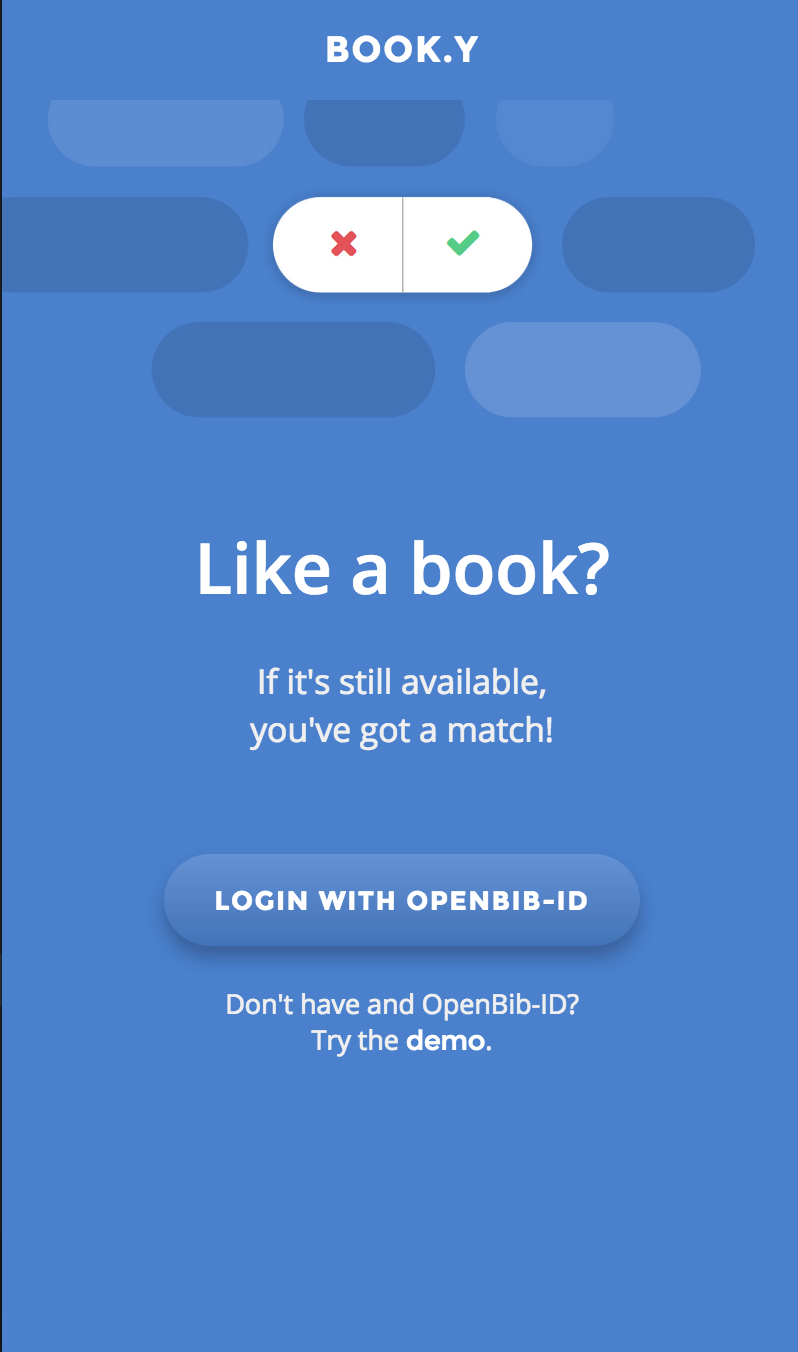 BOOK.Y
Like a book?
If it's still available,
you've got a match!
LOGIN WITH OPENBIB-ID
Don't have and OpenBib-ID?
Try the demo.